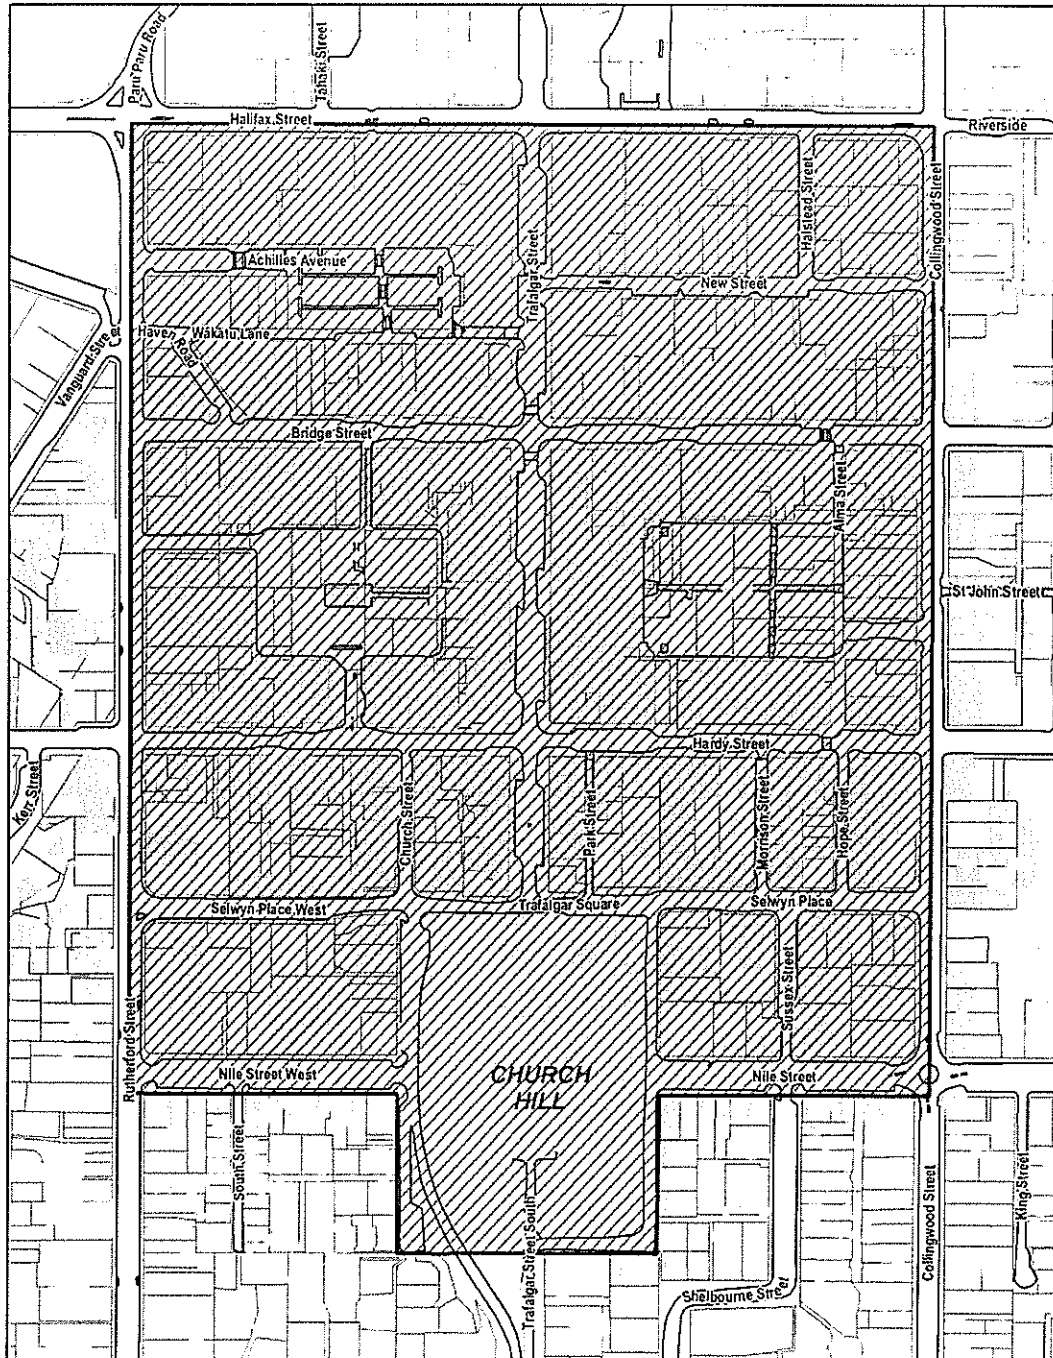 Paru Paru Road
Tahaki Street
Halifax Street
Riverside
Halstead Street
Collingwood Street
Trafalgar Street
Achilles Avenue
New Street
Haven Road
Wakatu Lane
Vanguard Street
Bridge Street
Alma Street
St John Street
Hardy Street
Kerr Street
Church Street
Park Street
Morrison Street
Hope Street
Selwyn Place West
Trafalgar Square
Selwyn Place
Sussex Street
Rutherford Street
Nile Street West
CHURCH
HILL
Nile Street
South Street
Trafalgar Street South
Collingwood Street
King Street
Shelbourne Street